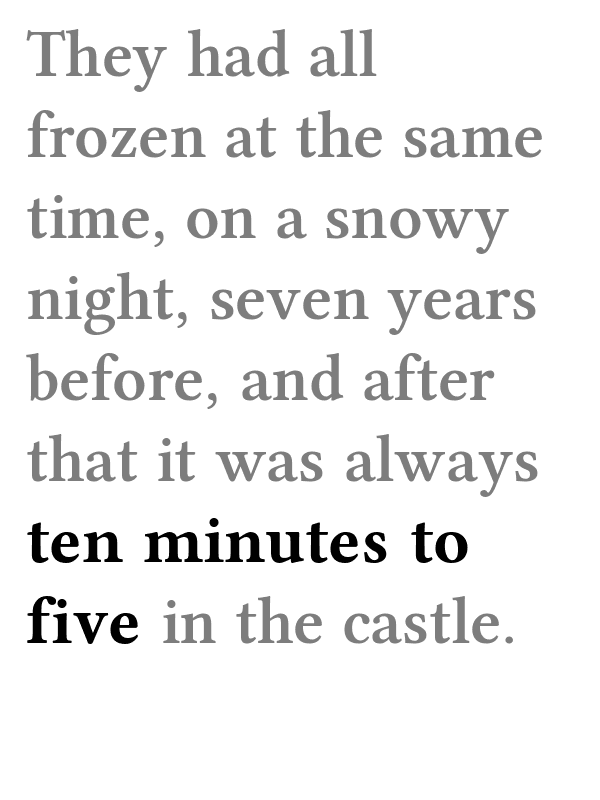 They had all
frozen at the same
time, on a snowy
night, seven years
before, and after
that it was always
ten minutes to
five in the castle.